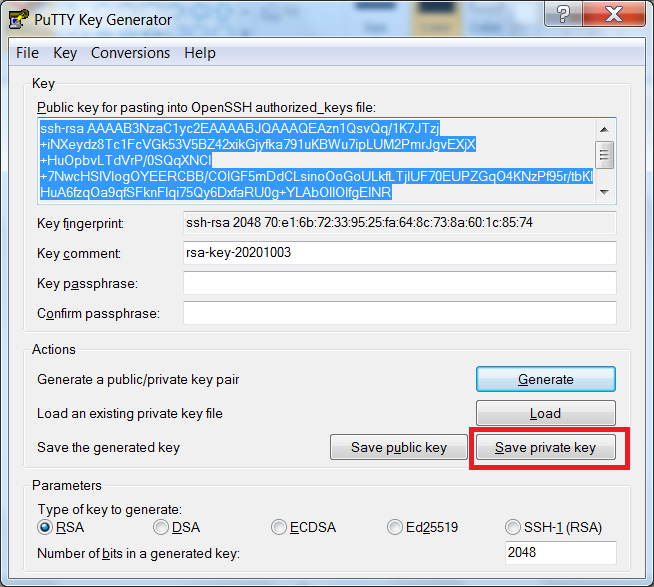 PuTTY Key Generator
File Key Conversions Help
Key
Public key for pasting into OpenSSH authorized_keys file:
ssh-rsa AAAAB3NzaC1yc2EAAAABJQAAAQEAzn1QsvQq/1K7JTzj
+iNXeydz8Tc1FcVGk53V5BZ42xikGjyfka791uKBWu7ipLUM2PmrJgvEXjX
+HuOpbvLTdVrP/0SQqXNCI
+7NwcHSIVlogOYEERCBB/COIGF5mDdCLsinoOoGoULkfLTjlUF70EUPZGqO4KNzPf95r/tbKl
HuA6fzqOa9qfSFknFlqi75Qy6DxfaRU0g+YLAbOllOlfgElNR
Key fingerprint: ssh-rsa 2048 70:e1:6b:72:33:95:25:fa:64:8c:73:8a:60:1c:85:74
Key comment: rsa-key-20201003
Key passphrase:
Confirm passphrase:
Actions
Generate a public/private key pair Generate
Load an existing private key file Load
Save the generated key Save public key Save private key
Parameters
Type of key to generate:
RSA DSA ECDSA Ed25519 SSH-1 (RSA)
Number of bits in a generated key: 2048